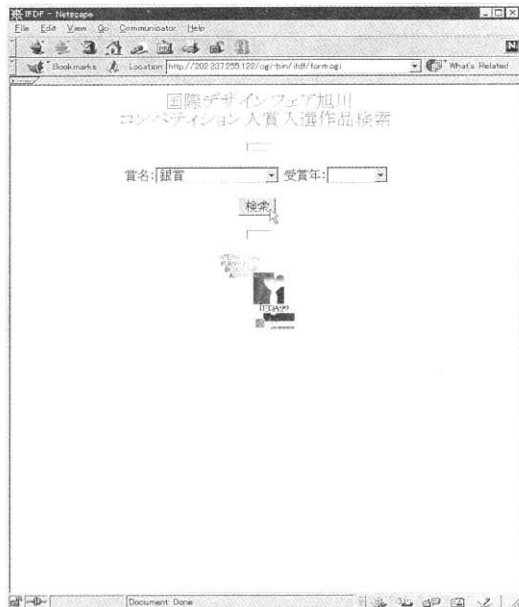 IFDF - Netscape
File Edit View Go Communicator Help
Bookmarks Location http://202.237.255.122/cgi-bin/ifdf/form.cgi What's Related
国際デザインフェア旭川
コンペティション入賞入選作品検索
賞名: 銀賞 受賞年:
検索
IFDA99
Document: Done